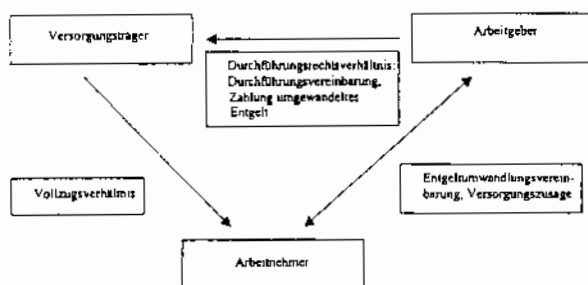 Versorgungsträger
Arbeitgeber
Durchführungsrechtsverhältnis:
Durchführungsvereinbarung,
Zahlung umgewandeltes
Entgelt
Vollzugsverhältnis
Entgeltumwandlungsverein-
barung, Versorgungszusage
Arbeitnehmer